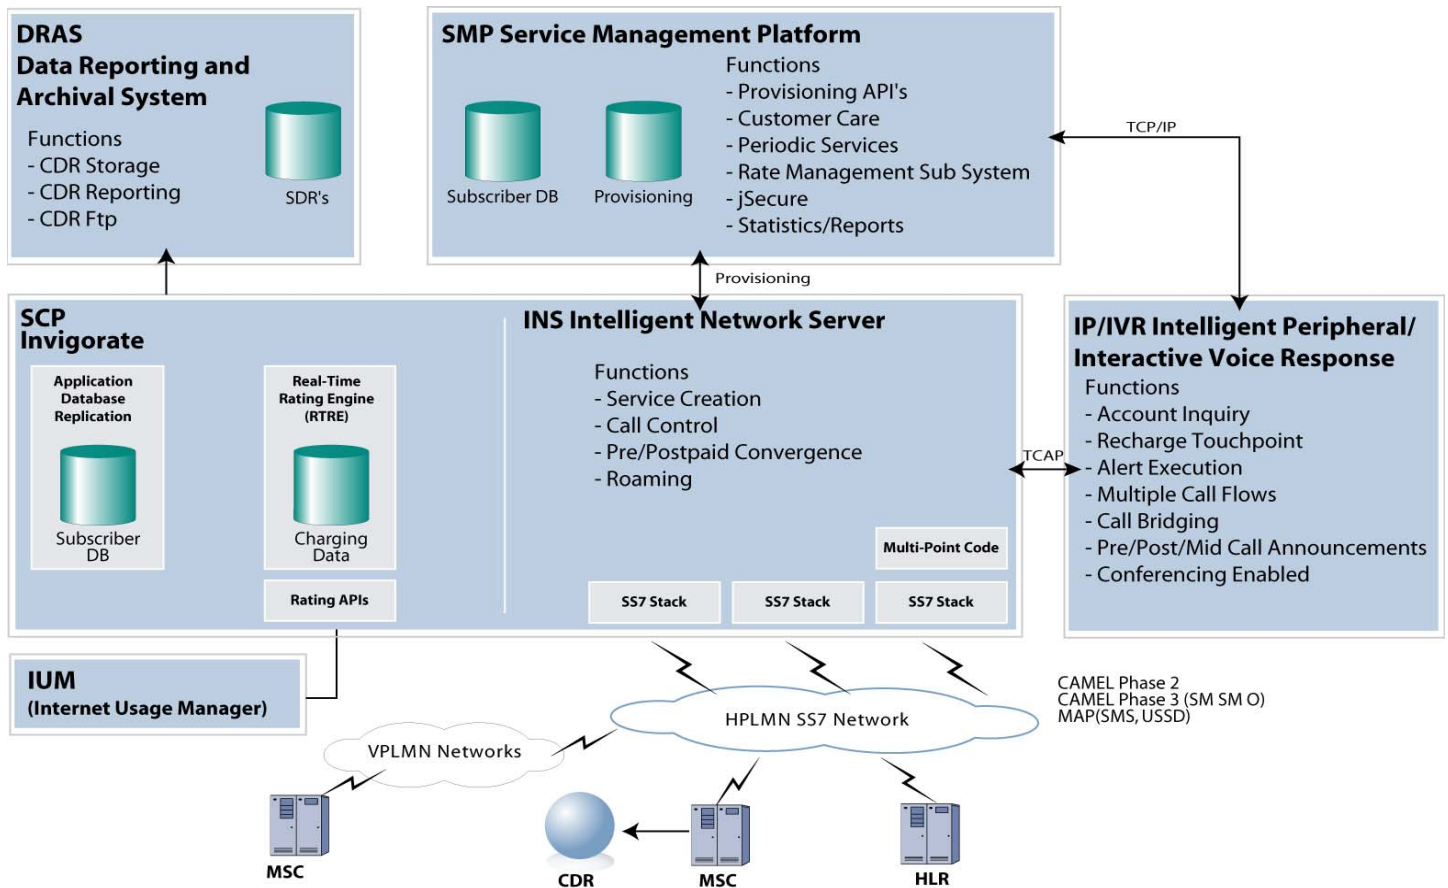 DRAS
Data Reporting and
Archival System
Functions
- CDR Storage
- CDR Reporting
- CDR Ftp
SDR's
SMP Service Management Platform
Subscriber DB
Provisioning
Functions
- Provisioning API's
- Customer Care
- Periodic Services
- Rate Management Sub System
- jSecure
- Statistics/Reports
TCP/IP
Provisioning
SCP
Invigorate
Application
Database
Replication
Subscriber
DB
Real-Time
Rating Engine
(RTRE)
Charging
Data
Rating APIs
INS Intelligent Network Server
Functions
- Service Creation
- Call Control
- Pre/Postpaid Convergence
- Roaming
Multi-Point Code
SS7 Stack
SS7 Stack
SS7 Stack
TCAP
IP/IVR Intelligent Peripheral/
Interactive Voice Response
Functions
- Account Inquiry
- Recharge Touchpoint
- Alert Execution
- Multiple Call Flows
- Call Bridging
- Pre/Post/Mid Call Announcements
- Conferencing Enabled
IUM
(Internet Usage Manager)
CAMEL Phase 2
CAMEL Phase 3 (SM SM O)
MAP(SMS, USSD)
HPLMN SS7 Network
VPLMN Networks
MSC
CDR
MSC
HLR